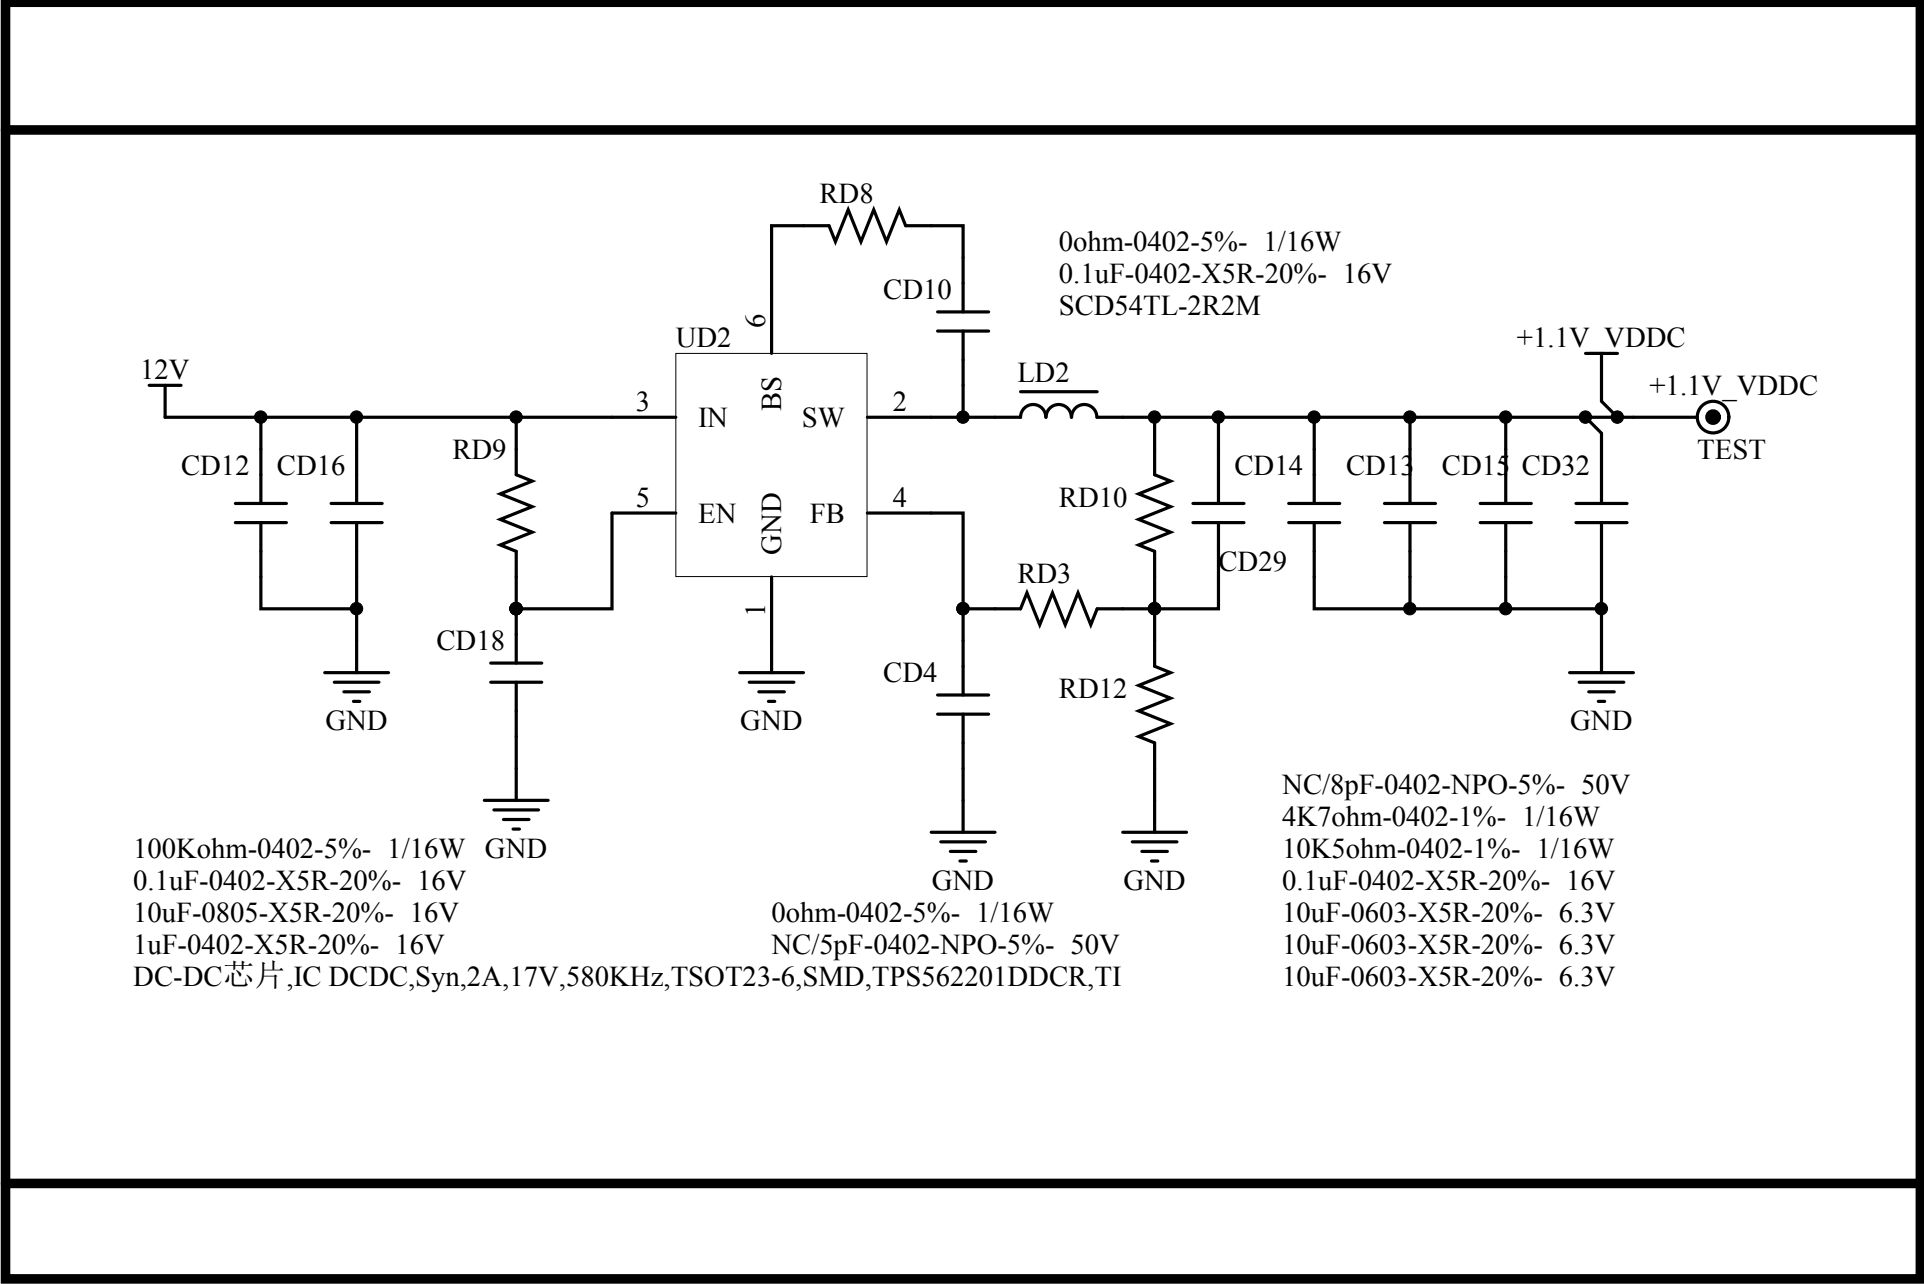 RD8
0ohm-0402-5%- 1/16W
0.1uF-0402-X5R-20%- 16V
SCD54TL-2R2M
CD10
6
UD2
+1.1V_VDDC
12V
LD2
+1.1V_VDDC
3
IN
BS
SW
2
TEST
RD9
CD12
CD16
CD14
CD13
CD15
CD32
5
EN
GND
FB
4
RD10
CD29
RD3
1
CD18
CD4
RD12
GND
GND
GND
NC/8pF-0402-NPO-5%- 50V
4K7ohm-0402-1%- 1/16W
100Kohm-0402-5%- 1/16W
GND
10K5ohm-0402-1%- 1/16W
0.1uF-0402-X5R-20%- 16V
GND
GND
0.1uF-0402-X5R-20%- 16V
10uF-0805-X5R-20%- 16V
0ohm-0402-5%- 1/16W
10uF-0603-X5R-20%- 6.3V
1uF-0402-X5R-20%- 16V
NC/5pF-0402-NPO-5%- 50V
10uF-0603-X5R-20%- 6.3V
DC-DC芯片,IC DCDC,Syn,2A,17V,580KHz,TSOT23-6,SMD,TPS562201DDCR,TI
10uF-0603-X5R-20%- 6.3V